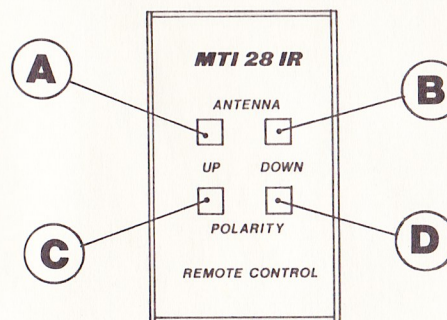 MTI 28 IR
A
ANTENNA
B
UP DOWN
C
D
POLARITY
REMOTE CONTROL